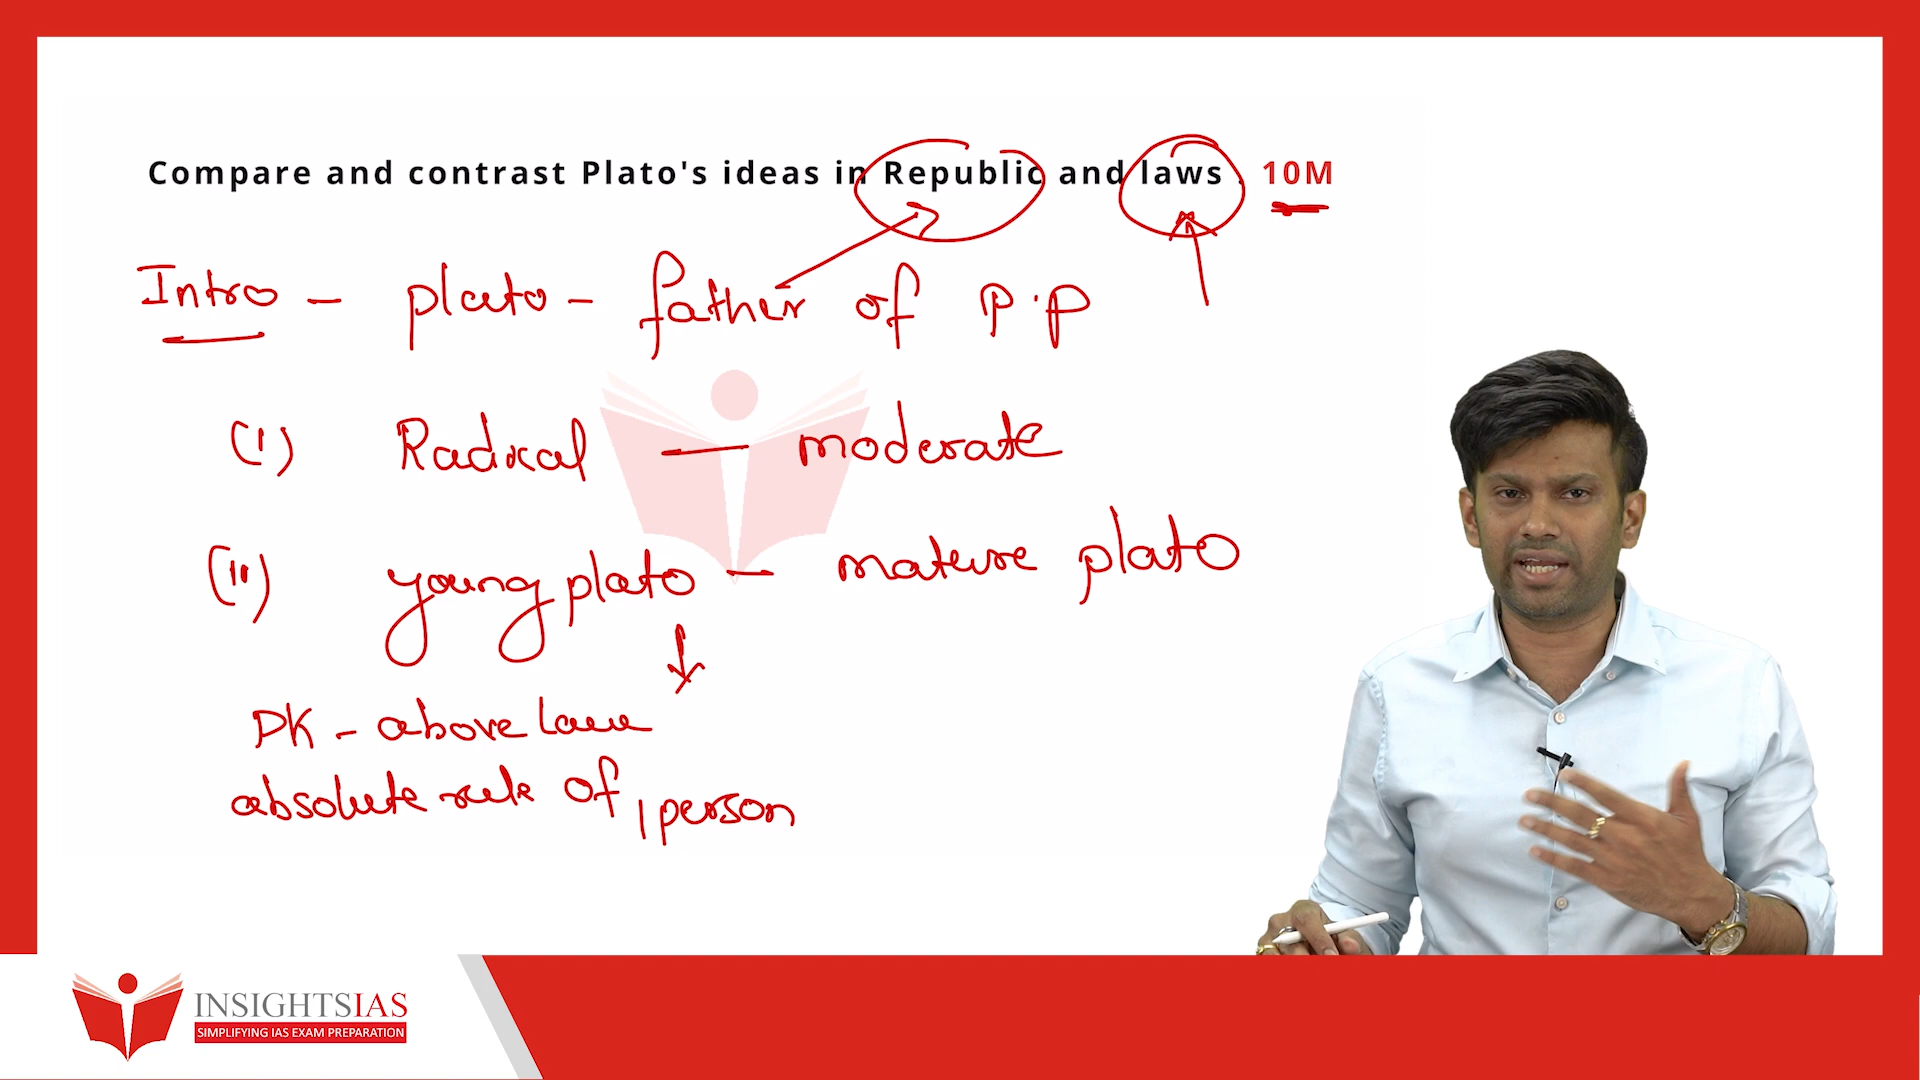 Compare and contrast Plato's ideas in Republic and laws . 10M
Intro - plato - father of p.p
(i) Radical - moderate
(ii) young plato - mature plato
PK - above law
absolute rule of 1 person
INSIGHTSIAS
SIMPLIFYING IAS EXAM PREPARATION